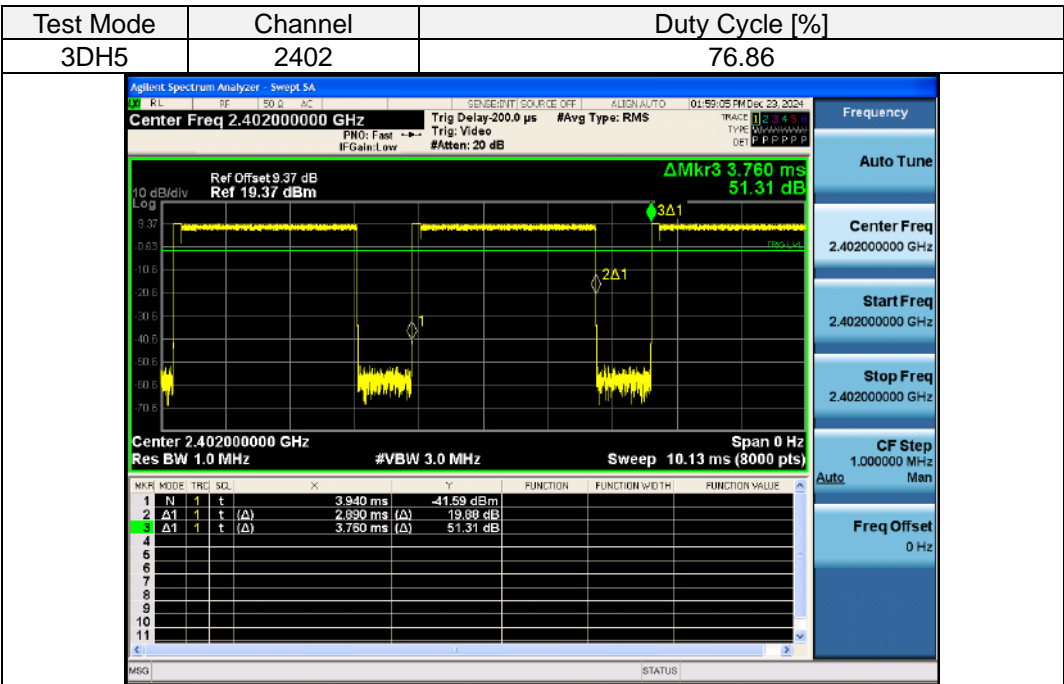 Test Mode Channel Duty Cycle [%]
3DH5 2402 76.86
Agilent Spectrum Analyzer - Swept SA
RL RF 50 Ω AC SENSE:INT SOURCE OFF ALIGN AUTO 01:59:05 PM Dec 23, 2024
Center Freq 2.402000000 GHz
PNO: Fast
IFGain:Low
Trig Delay-200.0 µs
Trig: Video
#Atten: 20 dB
#Avg Type: RMS
TRACE 1 2 3 4 5 6
TYPE
DET P P P P P P
Frequency
Auto Tune
Center Freq
2.402000000 GHz
Start Freq
2.402000000 GHz
Stop Freq
2.402000000 GHz
CF Step
1.000000 MHz
Auto Man
Freq Offset
0 Hz
ΔMkr3 3.760 ms
51.31 dB
Ref Offset 9.37 dB
10 dB/div Ref 19.37 dBm
Log
9.37
-0.63
-10.6
-20.6
-30.6
-40.6
-50.6
-60.6
-70.6
3Δ1
TRIG LVL
2Δ1
1
Center 2.402000000 GHz Span 0 Hz
Res BW 1.0 MHz #VBW 3.0 MHz Sweep 10.13 ms (8000 pts)
MKR MODE TRC SCL X Y FUNCTION FUNCTION WIDTH FUNCTION VALUE
1 N 1 t 3.940 ms -41.59 dBm
2 Δ1 1 t (Δ) 2.890 ms (Δ) 19.88 dB
3 Δ1 1 t (Δ) 3.760 ms (Δ) 51.31 dB
4
5
6
7
8
9
10
11
MSG STATUS